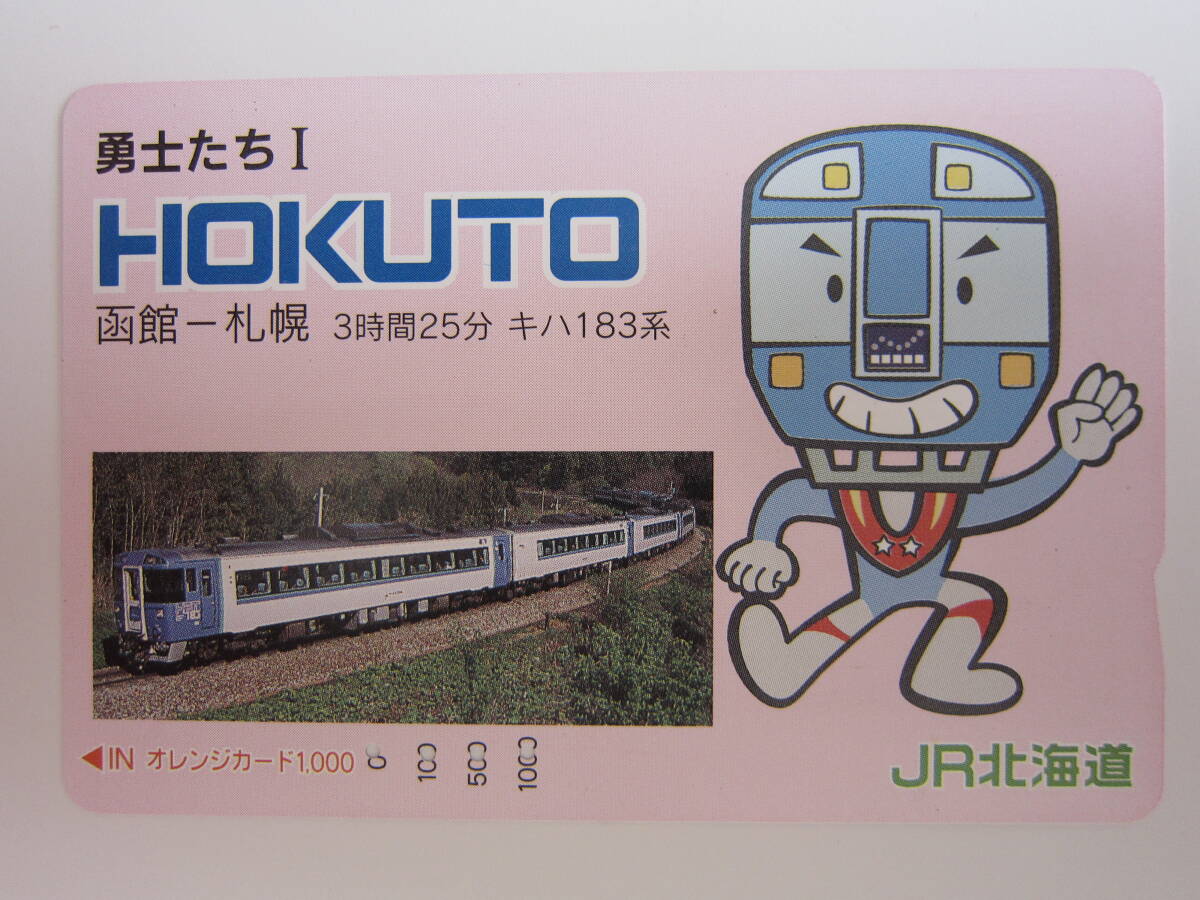 勇士たちⅠ
HOKUTO
函館－札幌 3時間25分 キハ183系
◀IN オレンジカード1,000 0 100 500 1000
JR北海道